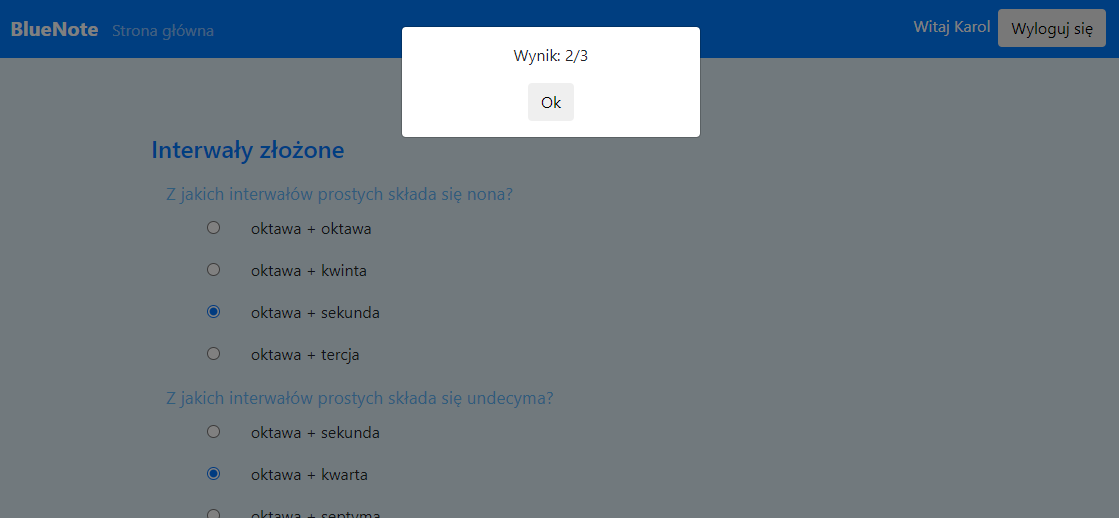 BlueNote Strona główna Witaj Karol Wyloguj się
Wynik: 2/3
Ok
Interwały złożone
Z jakich interwałów prostych składa się nona?
oktawa + oktawa
oktawa + kwinta
oktawa + sekunda
oktawa + tercja
Z jakich interwałów prostych składa się undecyma?
oktawa + sekunda
oktawa + kwarta
oktawa + septyma